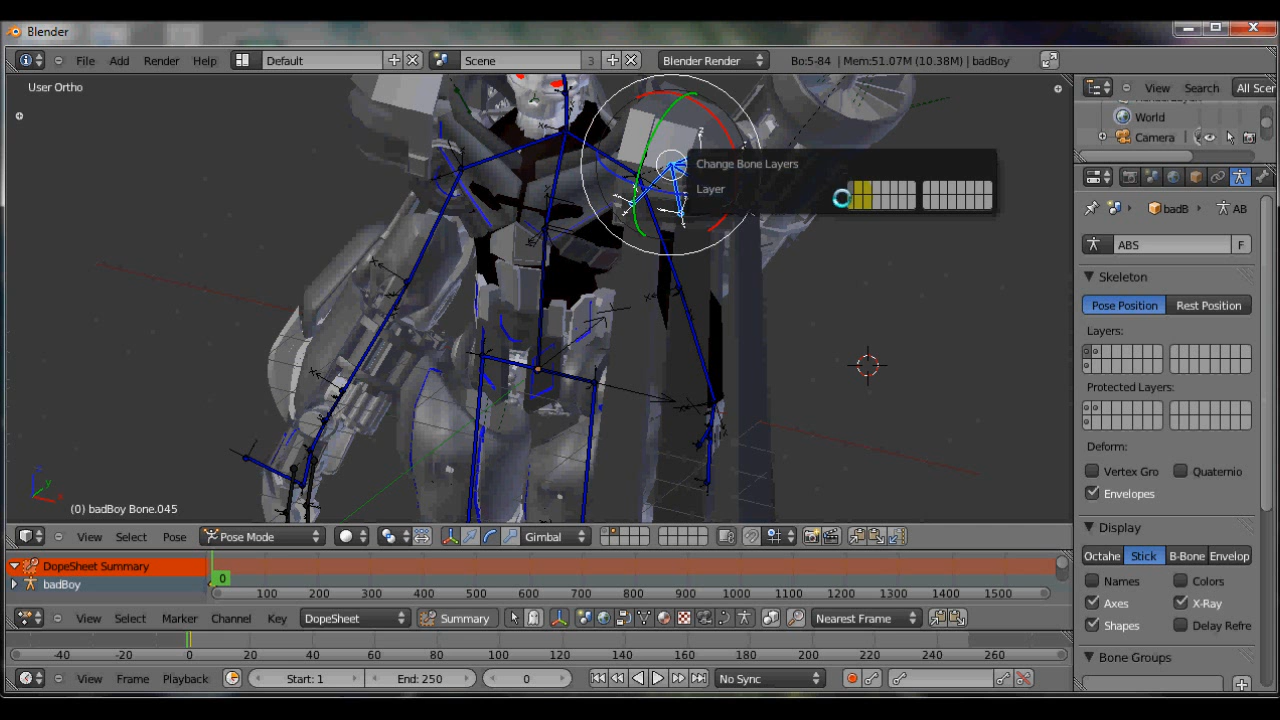 Blender
File Add Render Help Default Scene 3 Blender Render Bo:5-84 | Mem:51.07M (10.38M) | badBoy
User Ortho
View Search All Scer
World
Camera
Change Bone Layers
Layer
badB AB
ABS F
Skeleton
Pose Position Rest Position
Layers:
Protected Layers:
Deform:
Vertex Gro Quaternio
Envelopes
(0) badBoy Bone.045
View Select Pose Pose Mode Gimbal
Display
Octahe Stick B-Bone Envelop
Names Colors
Axes X-Ray
Shapes Delay Refre
Bone Groups
DopeSheet Summary
badBoy
0
100 200 300 400 500 600 700 800 900 1000 1100 1200 1300 1400 1500
View Select Marker Channel Key DopeSheet Summary Nearest Frame
-40 -20 0 20 40 60 80 100 120 140 160 180 200 220 240 260
View Frame Playback Start: 1 End: 250 0 No Sync